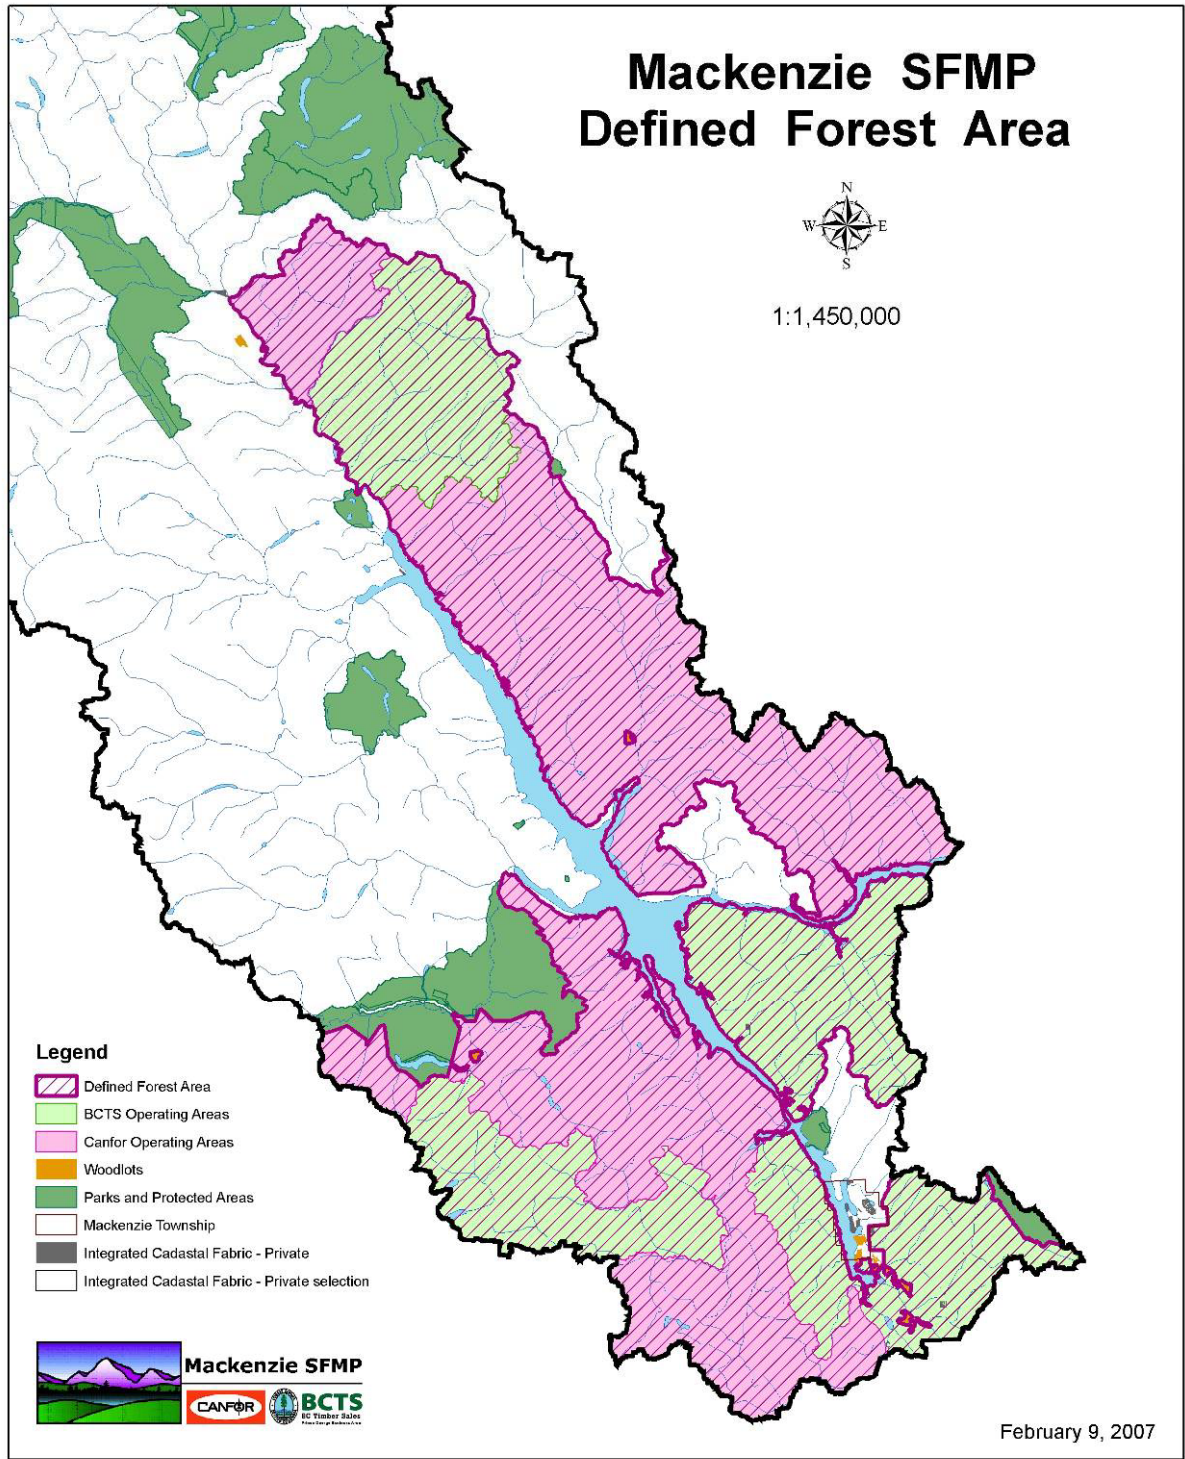 Mackenzie SFMP
Defined Forest Area
N
W E
S
1:1,450,000
Legend
Defined Forest Area
BCTS Operating Areas
Canfor Operating Areas
Woodlots
Parks and Protected Areas
Mackenzie Township
Integrated Cadastal Fabric - Private
Integrated Cadastal Fabric - Private selection
Mackenzie SFMP
CANFOR
BCTS
BC Timber Sales
February 9, 2007